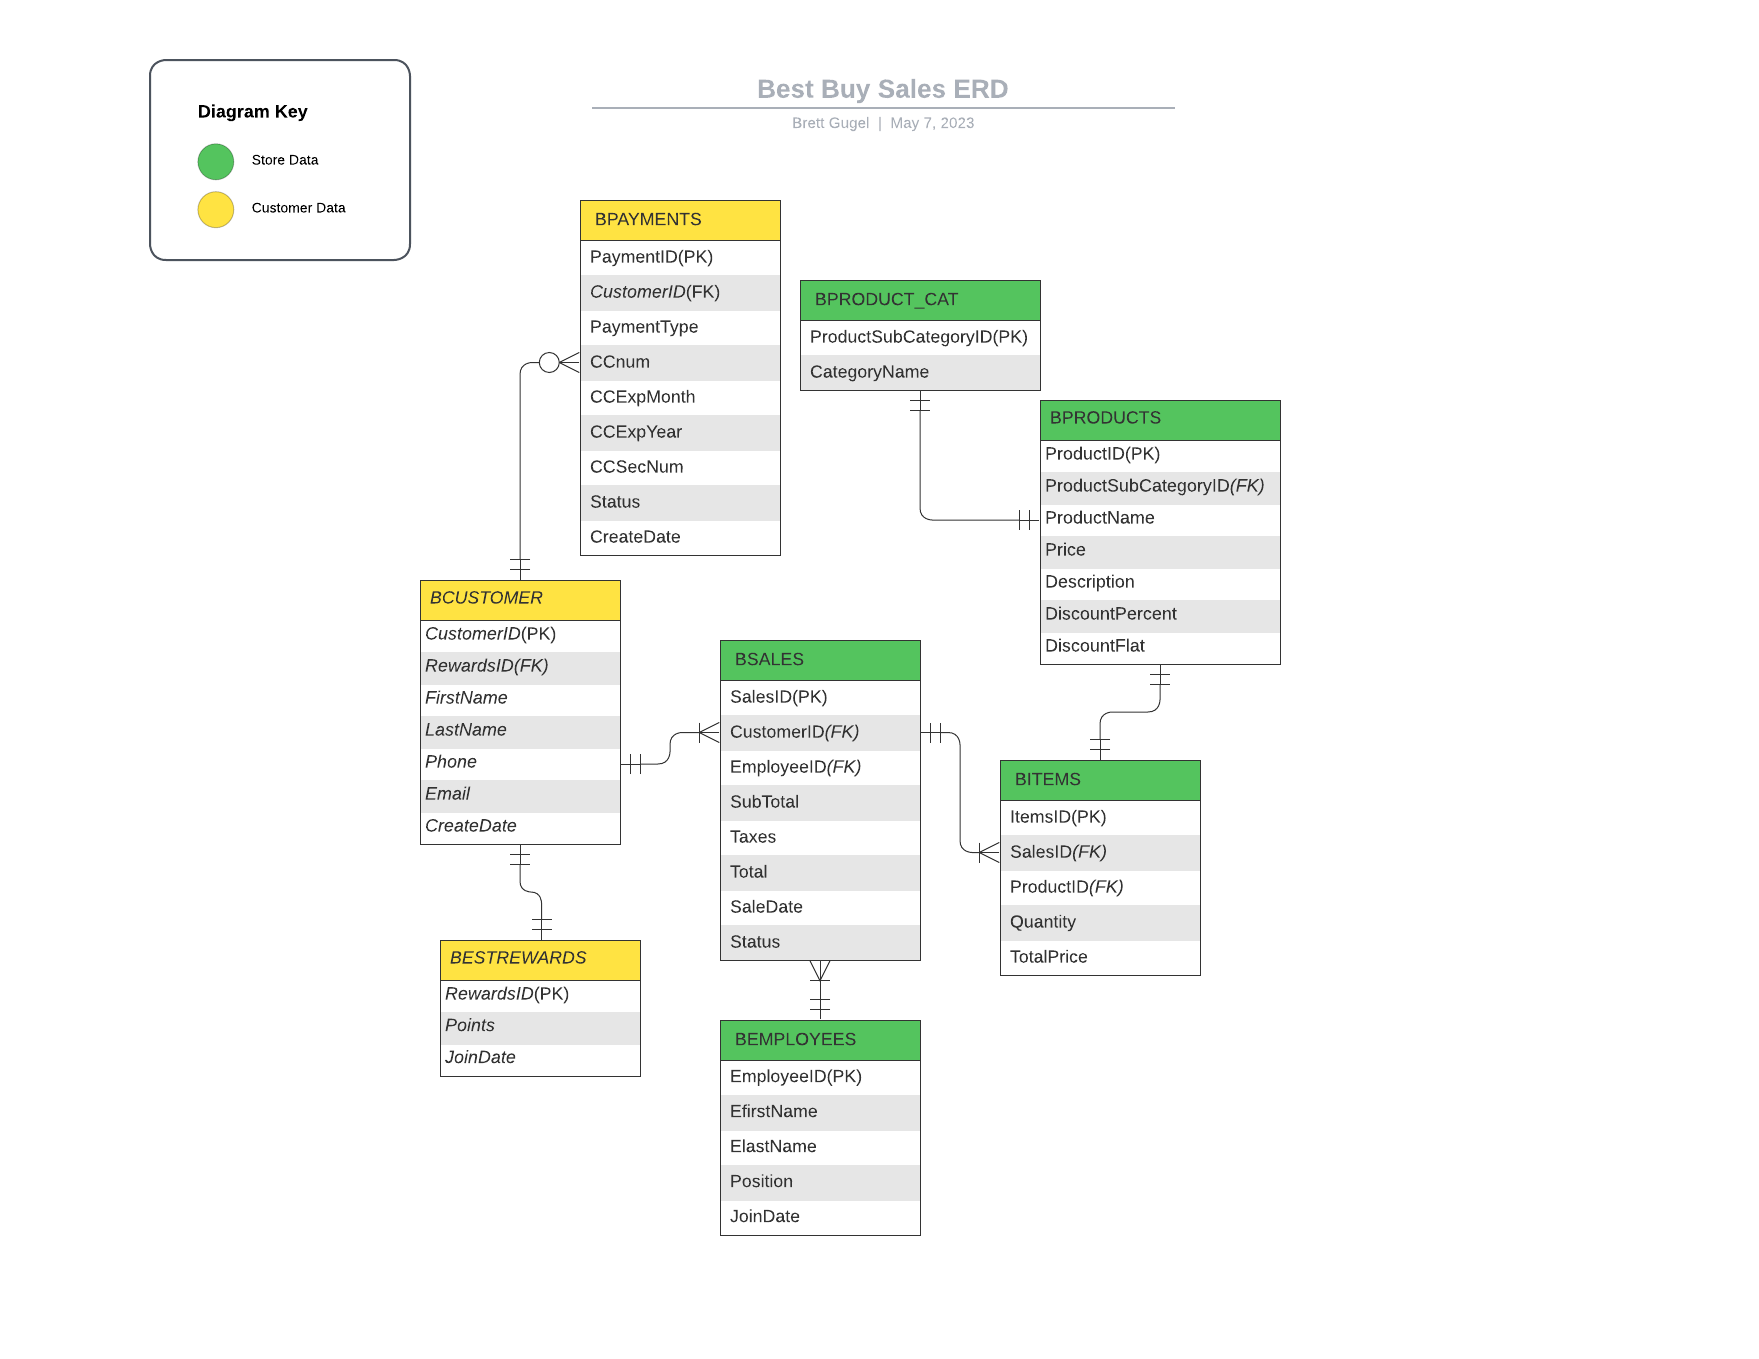 Diagram Key
Store Data
Customer Data
Best Buy Sales ERD
Brett Gugel | May 7, 2023
BPAYMENTS
PaymentID(PK)
CustomerID(FK)
PaymentType
CCnum
CCExpMonth
CCExpYear
CCSecNum
Status
CreateDate
BPRODUCT_CAT
ProductSubCategoryID(PK)
CategoryName
BPRODUCTS
ProductID(PK)
ProductSubCategoryID(FK)
ProductName
Price
Description
DiscountPercent
DiscountFlat
BCUSTOMER
CustomerID(PK)
RewardsID(FK)
FirstName
LastName
Phone
Email
CreateDate
BSALES
SalesID(PK)
CustomerID(FK)
EmployeeID(FK)
SubTotal
Taxes
Total
SaleDate
Status
BITEMS
ItemsID(PK)
SalesID(FK)
ProductID(FK)
Quantity
TotalPrice
BESTREWARDS
RewardsID(PK)
Points
JoinDate
BEMPLOYEES
EmployeeID(PK)
EfirstName
ElastName
Position
JoinDate